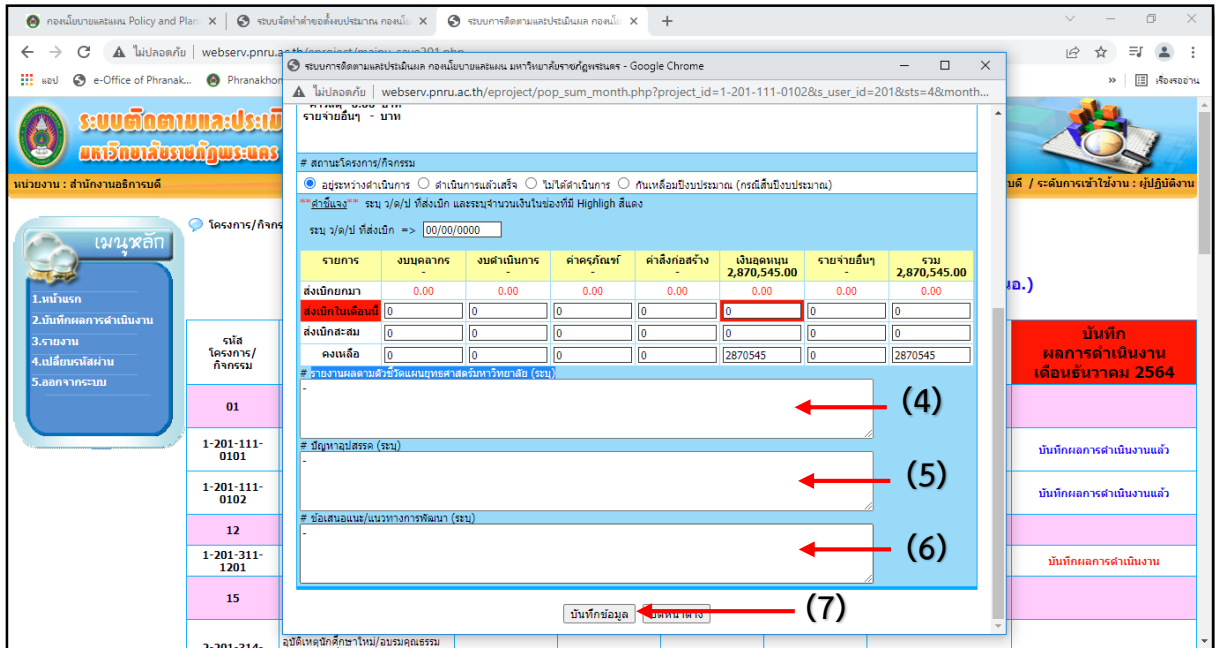 กองนโยบายและแผน Policy and Plan
ระบบจัดทำคำขอตั้งงบประมาณ กองนโย
ระบบการติดตามและประเมินผล กองนโย
ไม่ปลอดภัย | webserv.pnru.ac.th/eproject/mainu_save201.php
แอป
e-Office of Phranak...
Phranakhon
»
เรื่องรออ่าน
ระบบติดตามและประเมิ
มหาวิทยาลัยราชภัฏพระนคร
หน่วยงาน : สำนักงานอธิการบดี
บดี / ระดับการเข้าใช้งาน : ผู้ปฏิบัติงาน
เมนูหลัก
1.หน้าแรก
2.บันทึกผลการดำเนินงาน
3.รายงาน
4.เปลี่ยนรหัสผ่าน
5.ออกจากระบบ
โครงการ/กิจกร
รหัส
โครงการ/
กิจกรรม
01
1-201-111-
0101
1-201-111-
0102
12
1-201-311-
1201
15
2-201-314-
อุบัติเหตุนักศึกษาใหม่/อบรมคุณธรรม
ระบบการติดตามและประเมินผล กองนโยบายและแผน มหาวิทยาลัยราชภัฏพระนคร - Google Chrome
ไม่ปลอดภัย | webserv.pnru.ac.th/eproject/pop_sum_month.php?project_id=1-201-111-0102&s_user_id=201&sts=4&month...
ค่าวัสดุ 0.00 บาท
รายจ่ายอื่นๆ - บาท
# สถานะโครงการ/กิจกรรม
อยู่ระหว่างดำเนินการ ดำเนินการแล้วเสร็จ ไม่ได้ดำเนินการ กันเหลื่อมปีงบประมาณ (กรณีสิ้นปีงบประมาณ)
**คำชี้แจง** ระบุ ว/ด/ป ที่ส่งเบิก และระบุจำนวนเงินในช่องที่มี Highligh สีแดง
ระบุ ว/ด/ป ที่ส่งเบิก => 00/00/0000
รายการ งบบุคลากร งบดำเนินการ ค่าครุภัณฑ์ ค่าสิ่งก่อสร้าง เงินอุดหนุน รายจ่ายอื่นๆ รวม
- - - - 2,870,545.00 - 2,870,545.00
ส่งเบิกยกมา 0.00 0.00 0.00 0.00 0.00 0.00 0.00
ส่งเบิกในเดือนนี้ 0 0 0 0 0 0 0
ส่งเบิกสะสม 0 0 0 0 0 0 0
คงเหลือ 0 0 0 0 2870545 0 2870545
# รายงานผลตามตัวชี้วัดแผนยุทธศาสตร์มหาวิทยาลัย (ระบุ)
-
(4)
# ปัญหาอุปสรรค (ระบุ)
-
(5)
# ข้อเสนอแนะ/แนวทางการพัฒนา (ระบุ)
-
(6)
บันทึกข้อมูล
ปิดหน้าต่าง
(7)
อ.)
บันทึก
ผลการดำเนินงาน
เดือนธันวาคม 2564
บันทึกผลการดำเนินงานแล้ว
บันทึกผลการดำเนินงานแล้ว
บันทึกผลการดำเนินงาน